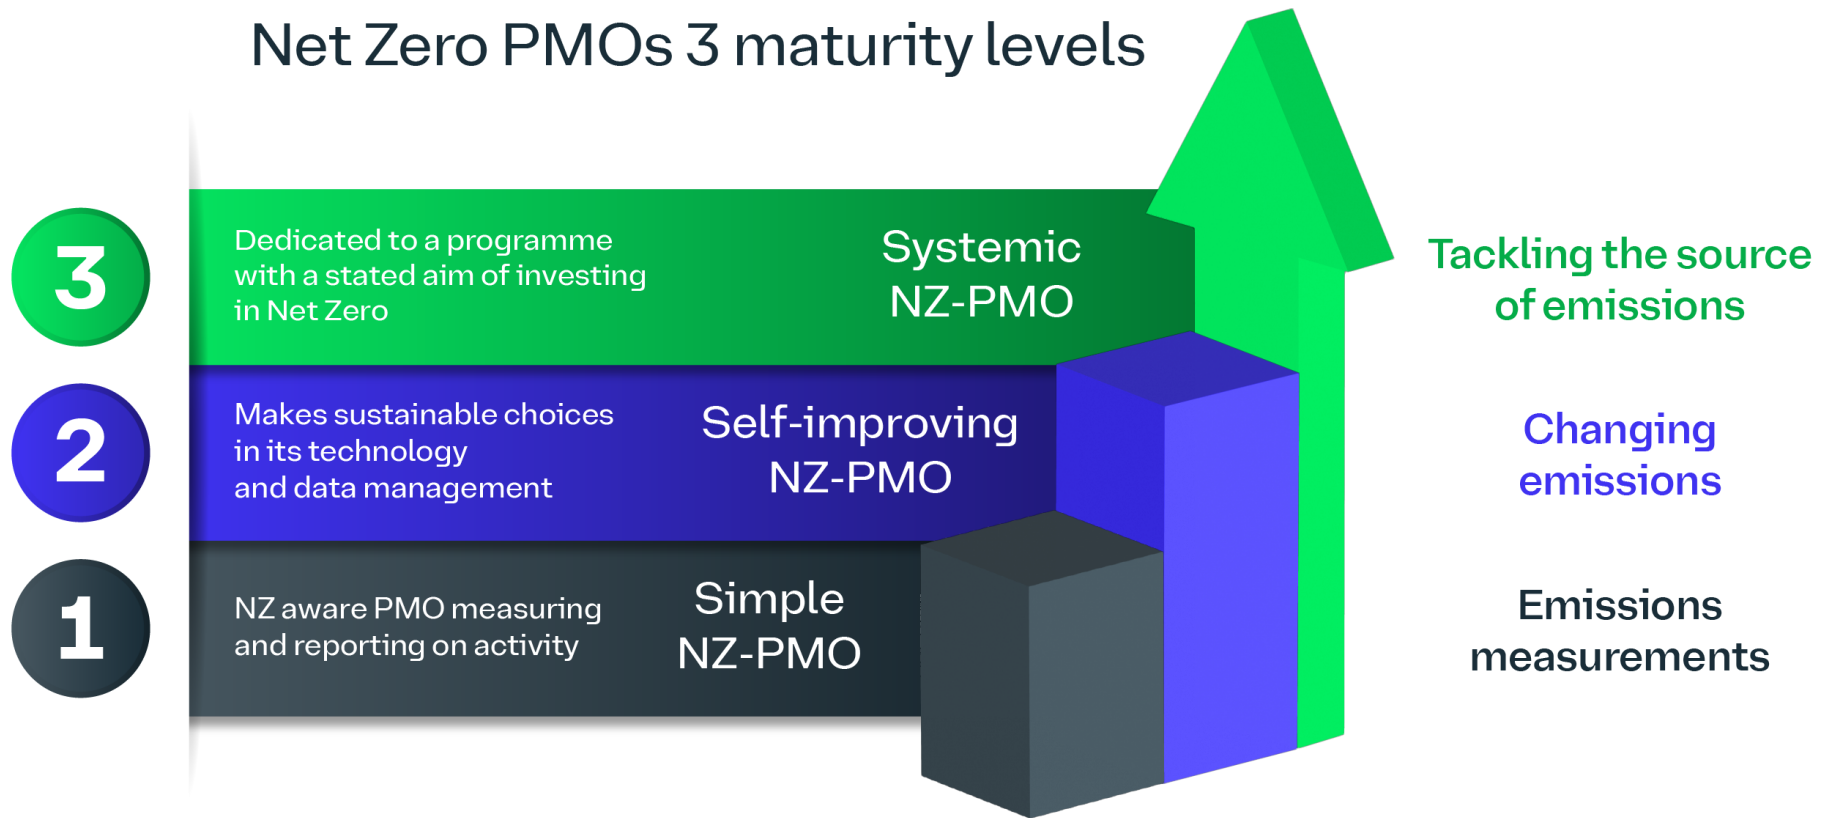 Net Zero PMOs 3 maturity levels
3
Dedicated to a programme
with a stated aim of investing
in Net Zero
Systemic
NZ-PMO
Tackling the source
of emissions
2
Makes sustainable choices
in its technology
and data management
Self-improving
NZ-PMO
Changing
emissions
1
NZ aware PMO measuring
and reporting on activity
Simple
NZ-PMO
Emissions
measurements